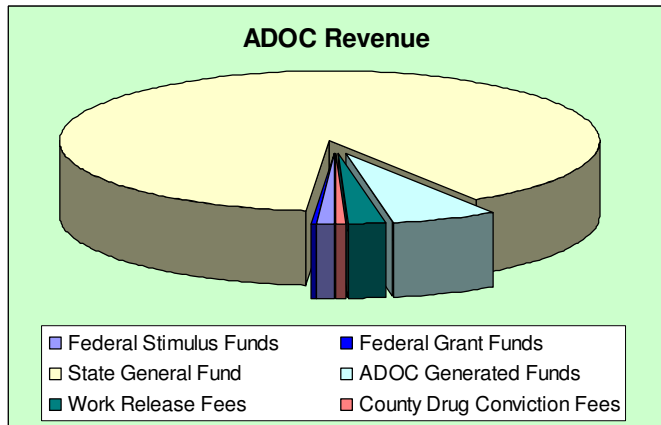 ADOC Revenue
Federal Stimulus Funds
Federal Grant Funds
State General Fund
ADOC Generated Funds
Work Release Fees
County Drug Conviction Fees